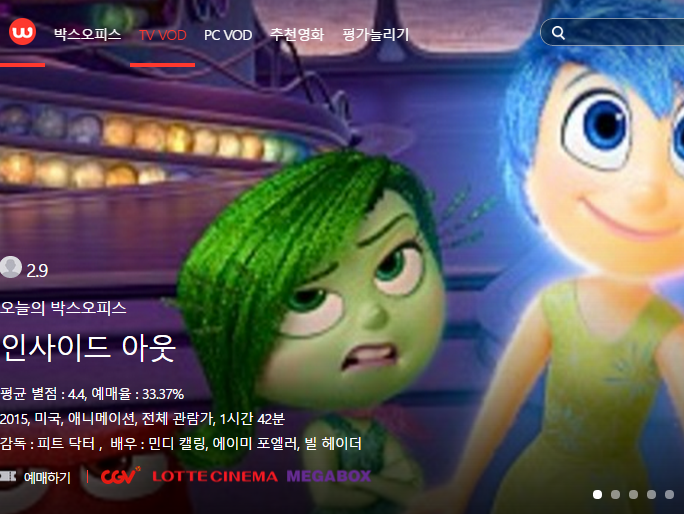 W 박스오피스 TV VOD PC VOD 추천영화 평가늘리기
2.9
오늘의 박스오피스
인사이드 아웃
평균 별점 : 4.4, 예매율 : 33.37%
2015, 미국, 애니메이션, 전체 관람가, 1시간 42분
감독 : 피트 닥터 , 배우 : 민디 캘링, 에이미 포엘러, 빌 헤이더
예매하기 | CGV LOTTE CINEMA MEGABOX